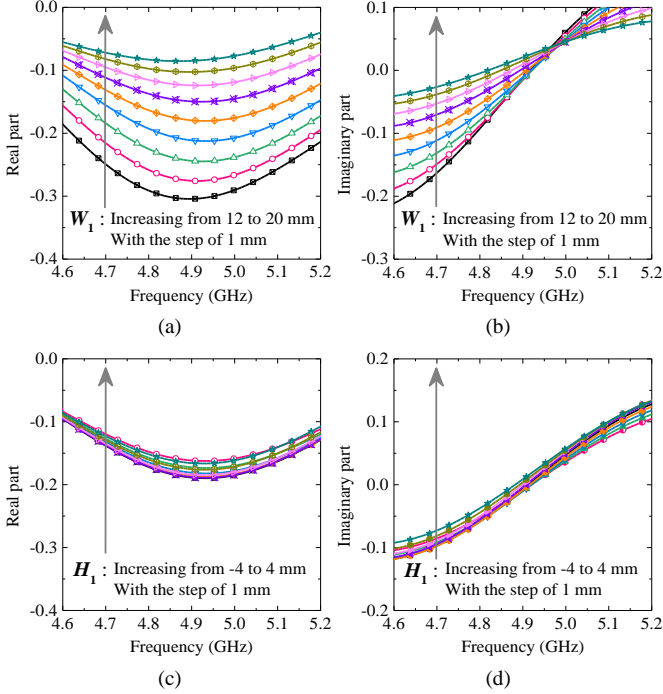 0.0
-0.1
-0.2
-0.3
-0.4
Real part
4.6 4.7 4.8 4.9 5.0 5.1 5.2
Frequency (GHz)
W1 : Increasing from 12 to 20 mm
With the step of 1 mm
(a)
0.1
0.0
-0.1
-0.2
-0.3
Imaginary part
4.6 4.7 4.8 4.9 5.0 5.1 5.2
Frequency (GHz)
W1 : Increasing from 12 to 20 mm
With the step of 1 mm
(b)
0.0
-0.1
-0.2
-0.3
-0.4
Real part
4.6 4.7 4.8 4.9 5.0 5.1 5.2
Frequency (GHz)
H1 : Increasing from -4 to 4 mm
With the step of 1 mm
(c)
0.2
0.1
0.0
-0.1
-0.2
Imaginary part
4.6 4.7 4.8 4.9 5.0 5.1 5.2
Frequency (GHz)
H1 : Increasing from -4 to 4 mm
With the step of 1 mm
(d)